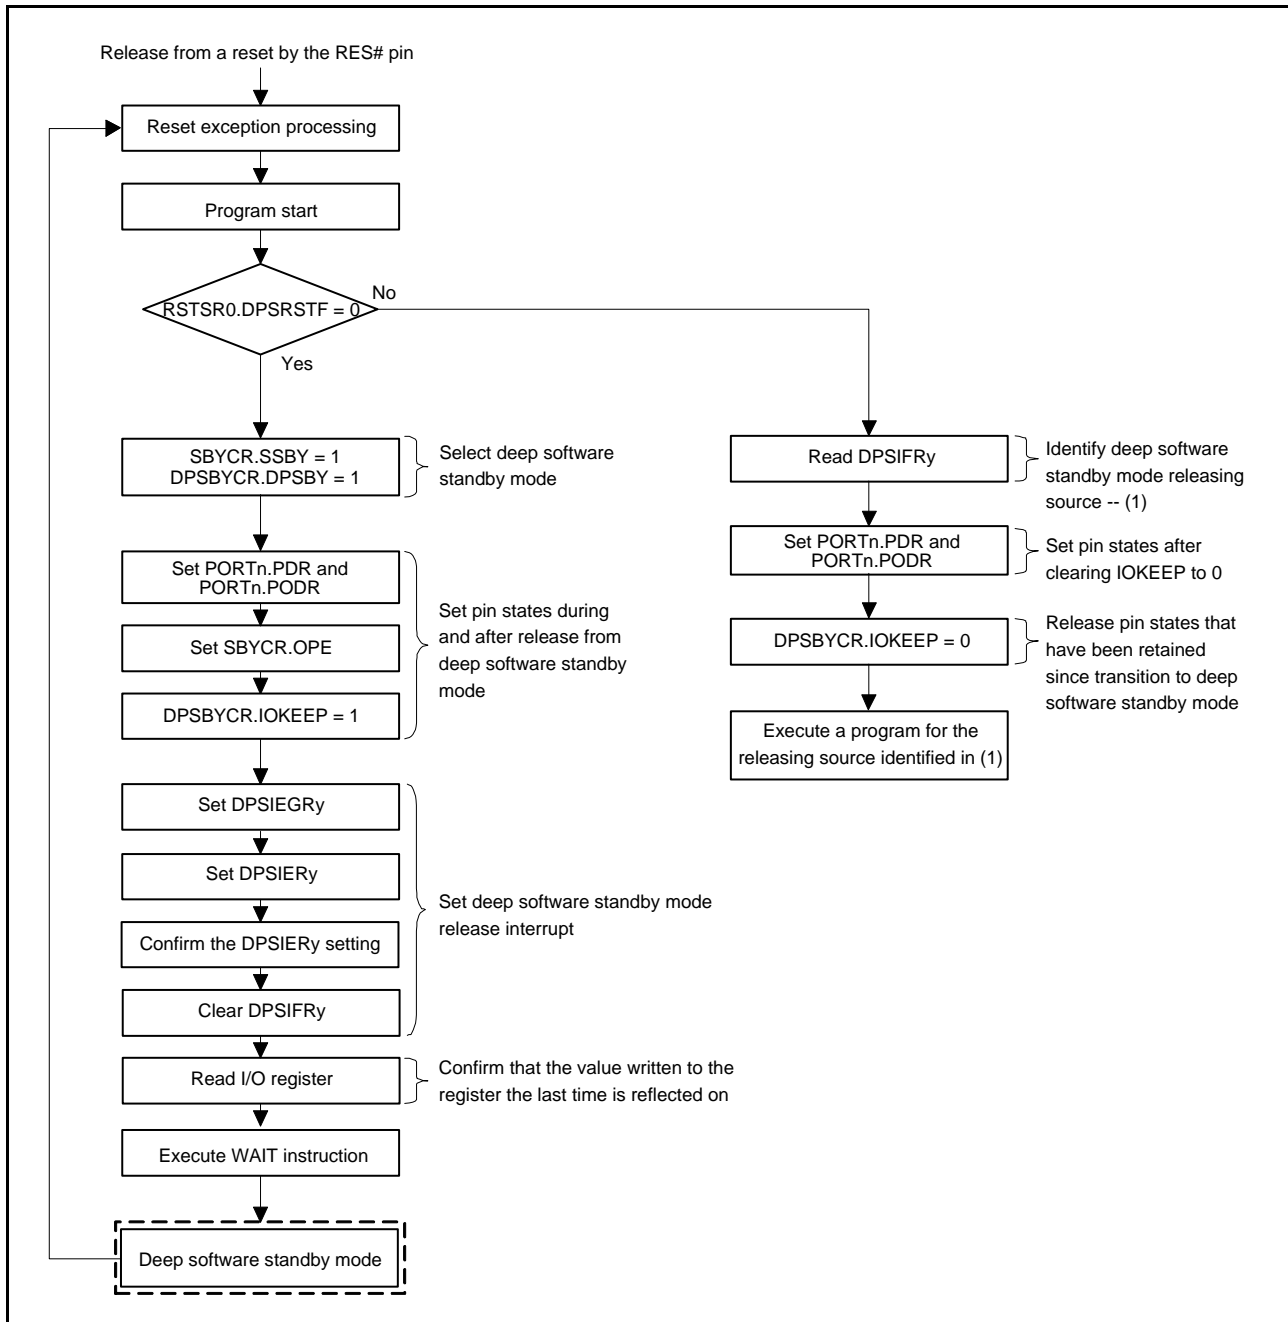 Release from a reset by the RES# pin
Reset exception processing
Program start
RSTSR0.DPSRSTF = 0
No
Yes
SBYCR.SSBY = 1
DPSBYCR.DPSBY = 1
Select deep software
standby mode
Set PORTn.PDR and
PORTn.PODR
Set SBYCR.OPE
DPSBYCR.IOKEEP = 1
Set pin states during
and after release from
deep software standby
mode
Set DPSIEGRy
Set DPSIERy
Confirm the DPSIERy setting
Clear DPSIFRy
Set deep software standby mode
release interrupt
Read I/O register
Confirm that the value written to the
register the last time is reflected on
Execute WAIT instruction
Deep software standby mode
Read DPSIFRy
Identify deep software
standby mode releasing
source -- (1)
Set PORTn.PDR and
PORTn.PODR
Set pin states after
clearing IOKEEP to 0
DPSBYCR.IOKEEP = 0
Release pin states that
have been retained
since transition to deep
software standby mode
Execute a program for the
releasing source identified in (1)